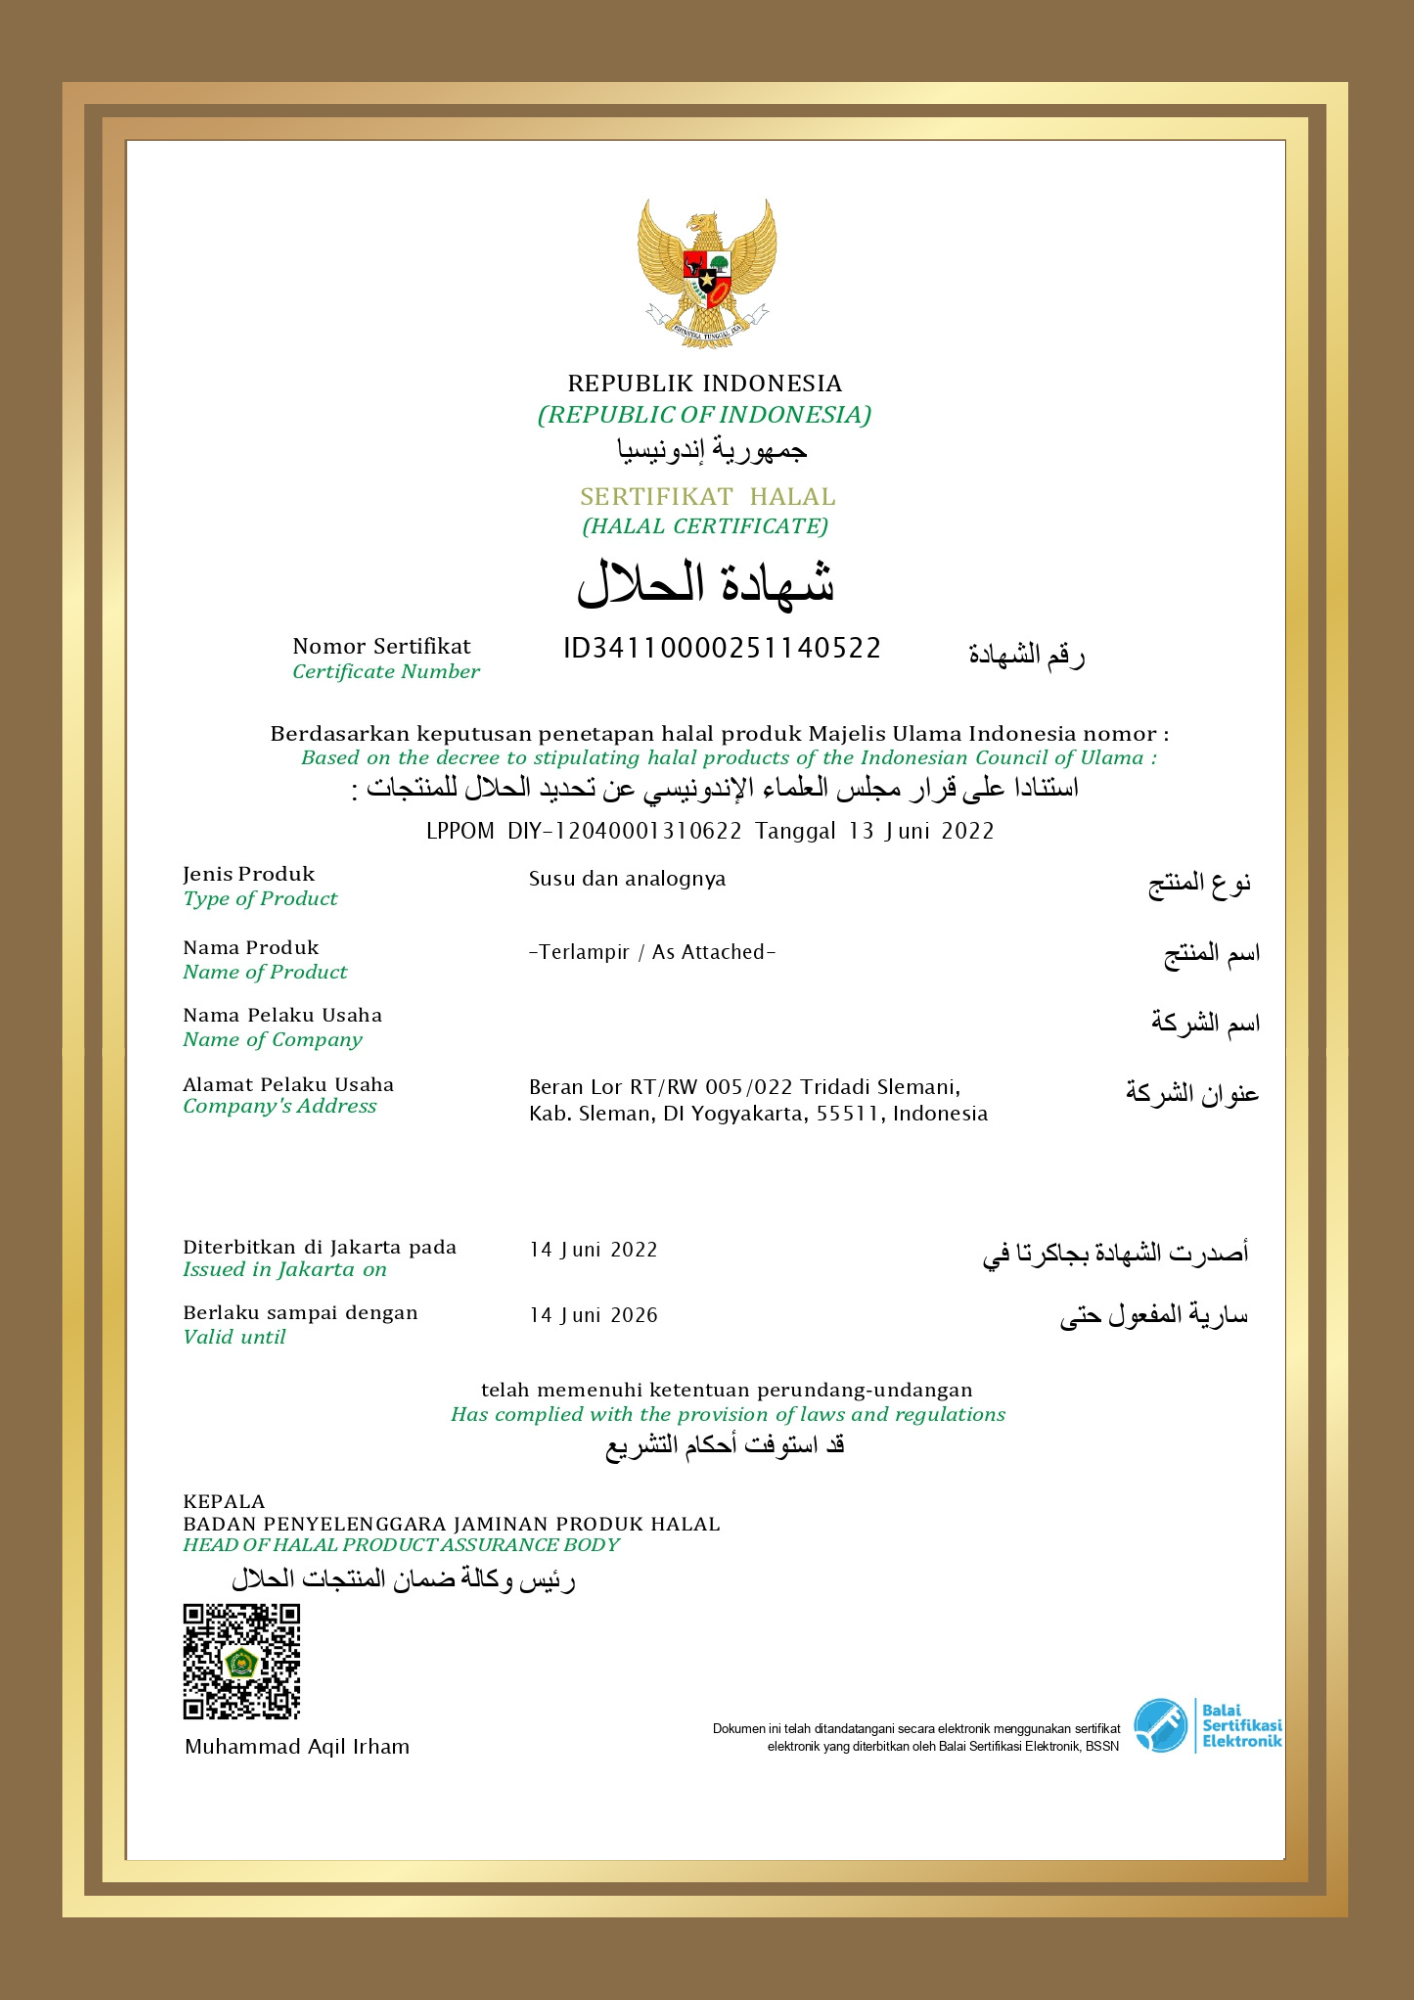 REPUBLIK INDONESIA
(REPUBLIC OF INDONESIA)
جمهورية إندونيسيا
SERTIFIKAT HALAL
(HALAL CERTIFICATE)
شهادة الحلال
Nomor Sertifikat ID34110000251140522 رقم الشهادة
Certificate Number
Berdasarkan keputusan penetapan halal produk Majelis Ulama Indonesia nomor :
Based on the decree to stipulating halal products of the Indonesian Council of Ulama :
استنادا على قرار مجلس العلماء الإندونيسي عن تحديد الحلال للمنتجات :
LPPOM DIY-12040001310622 Tanggal 13 Juni 2022
Jenis Produk Susu dan analognya نوع المنتج
Type of Product
Nama Produk -Terlampir / As Attached- اسم المنتج
Name of Product
Nama Pelaku Usaha اسم الشركة
Name of Company
Alamat Pelaku Usaha Beran Lor RT/RW 005/022 Tridadi Slemani, عنوان الشركة
Company's Address Kab. Sleman, DI Yogyakarta, 55511, Indonesia
Diterbitkan di Jakarta pada 14 Juni 2022 أصدرت الشهادة بجاكرتا في
Issued in Jakarta on
Berlaku sampai dengan 14 Juni 2026 سارية المفعول حتى
Valid until
telah memenuhi ketentuan perundang-undangan
Has complied with the provision of laws and regulations
قد استوفت أحكام التشريع
KEPALA
BADAN PENYELENGGARA JAMINAN PRODUK HALAL
HEAD OF HALAL PRODUCT ASSURANCE BODY
رئيس وكالة ضمان المنتجات الحلال
Muhammad Aqil Irham
Dokumen ini telah ditandatangani secara elektronik menggunakan sertifikat
elektronik yang diterbitkan oleh Balai Sertifikasi Elektronik, BSSN
Balai
Sertifikasi
Elektronik